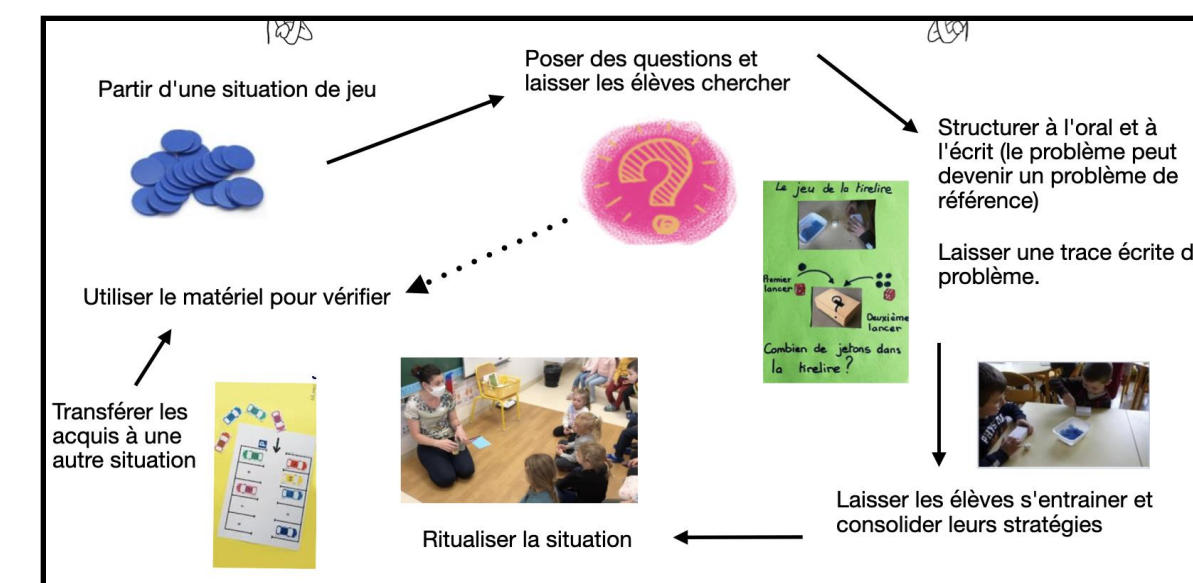 Partir d'une situation de jeu
Poser des questions et
laisser les élèves chercher
Structurer à l'oral et à
l'écrit (le problème peut
devenir un problème de
référence)
Laisser une trace écrite d
problème.
Le jeu de la tirelire
Premier
lancer
?
Deuxième
lancer
Combien de jetons dans
la tirelire ?
Utiliser le matériel pour vérifier
Transférer les
acquis à une
autre situation
Ritualiser la situation
Laisser les élèves s'entrainer et
consolider leurs stratégies